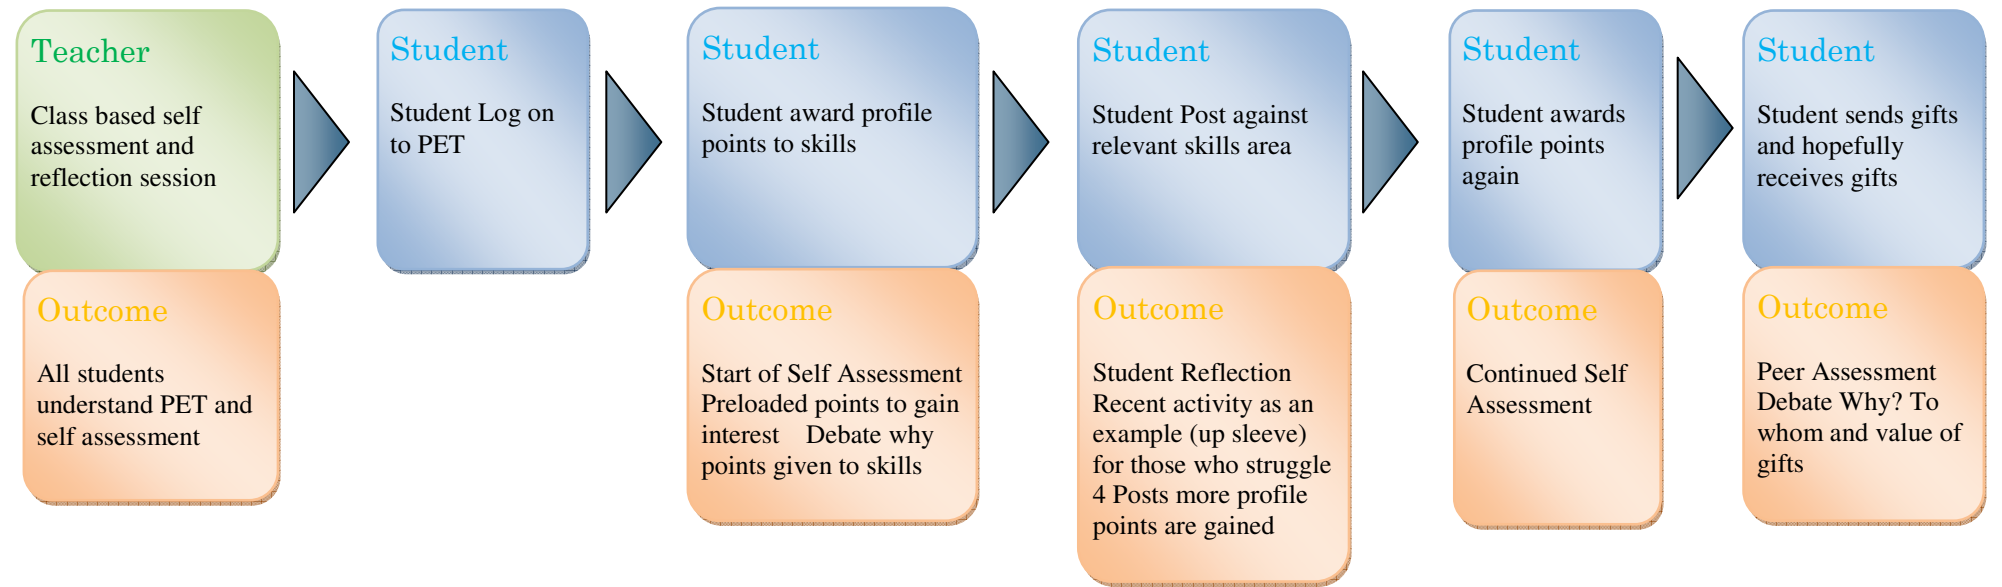 Teacher
Class based self
assessment and
reflection session
Outcome
All students
understand PET and
self assessment
Student
Student Log on
to PET
Student
Student award profile
points to skills
Outcome
Start of Self Assessment
Preloaded points to gain
interest    Debate why
points given to skills
Student
Student Post against
relevant skills area
Outcome
Student Reflection
Recent activity as an
example (up sleeve)
for those who struggle
4 Posts more profile
points are gained
Student
Student awards
profile points
again
Outcome
Continued Self
Assessment
Student
Student sends gifts
and hopefully
receives gifts
Outcome
Peer Assessment
Debate Why? To
whom and value of
gifts